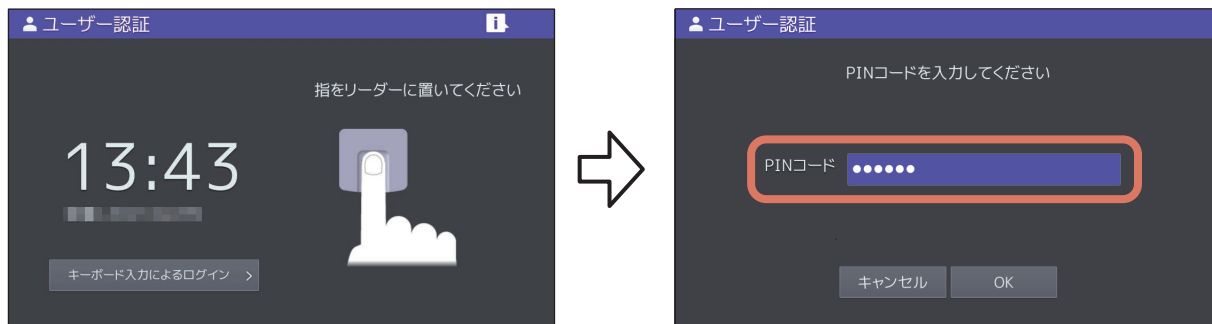 ユーザー認証
指をリーダーに置いてください
13:43
キーボード入力によるログイン
ユーザー認証
PINコードを入力してください
PINコード ●●●●●●
キャンセル OK